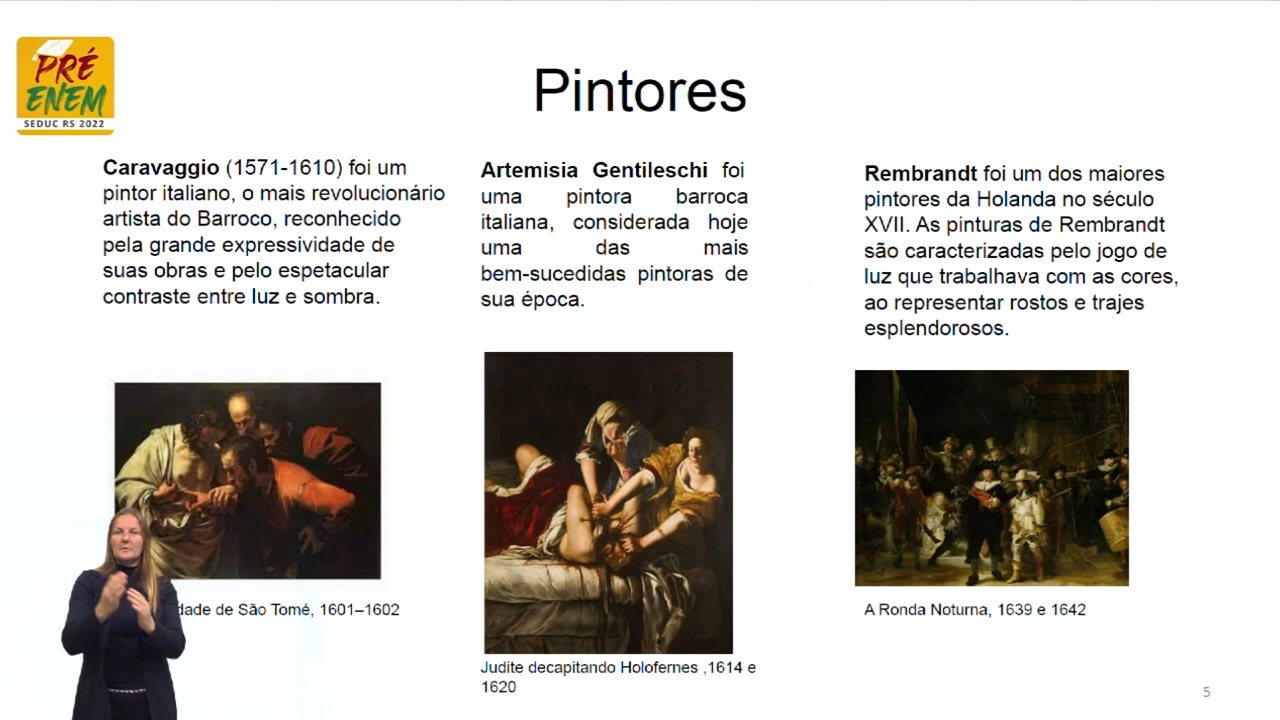 PRÉ
ENEM
SEDUC RS 2022
Pintores
Caravaggio (1571-1610) foi um
pintor italiano, o mais revolucionário
artista do Barroco, reconhecido
pela grande expressividade de
suas obras e pelo espetacular
contraste entre luz e sombra.
Artemisia Gentileschi foi
uma pintora barroca
italiana, considerada hoje
uma das mais
bem-sucedidas pintoras de
sua época.
Rembrandt foi um dos maiores
pintores da Holanda no século
XVII. As pinturas de Rembrandt
são caracterizadas pelo jogo de
luz que trabalhava com as cores,
ao representar rostos e trajes
esplendorosos.
de São Tomé, 1601–1602
Judite decapitando Holofernes ,1614 e
1620
A Ronda Noturna, 1639 e 1642
5